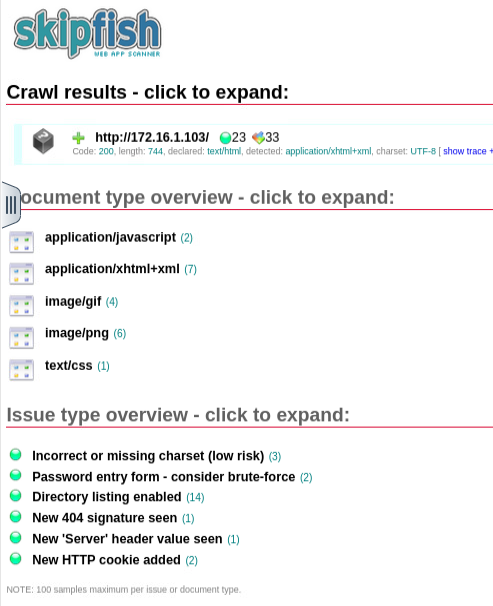 skipfish
WEB APP SCANNER
Crawl results - click to expand:
http://172.16.1.103/ 23 33
Code: 200, length: 744, declared: text/html, detected: application/xhtml+xml, charset: UTF-8 [ show trace +
ocument type overview - click to expand:
application/javascript (2)
application/xhtml+xml (7)
image/gif (4)
image/png (6)
text/css (1)
Issue type overview - click to expand:
Incorrect or missing charset (low risk) (3)
Password entry form - consider brute-force (2)
Directory listing enabled (14)
New 404 signature seen (1)
New 'Server' header value seen (1)
New HTTP cookie added (2)
NOTE: 100 samples maximum per issue or document type.